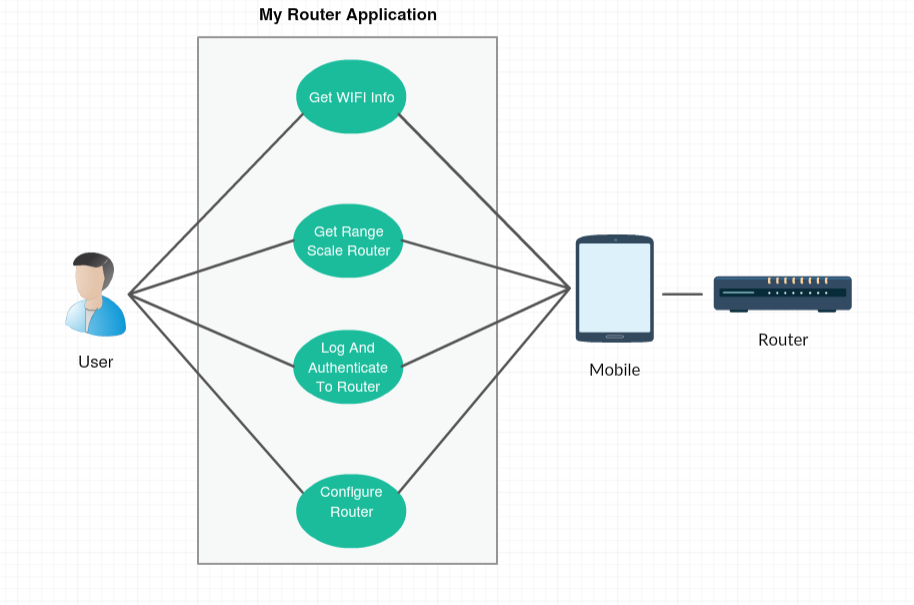 My Router Application
Get WIFI Info
Get Range
Scale Router
Log And
Authenticate
To Router
Configure
Router
User
Mobile
Router